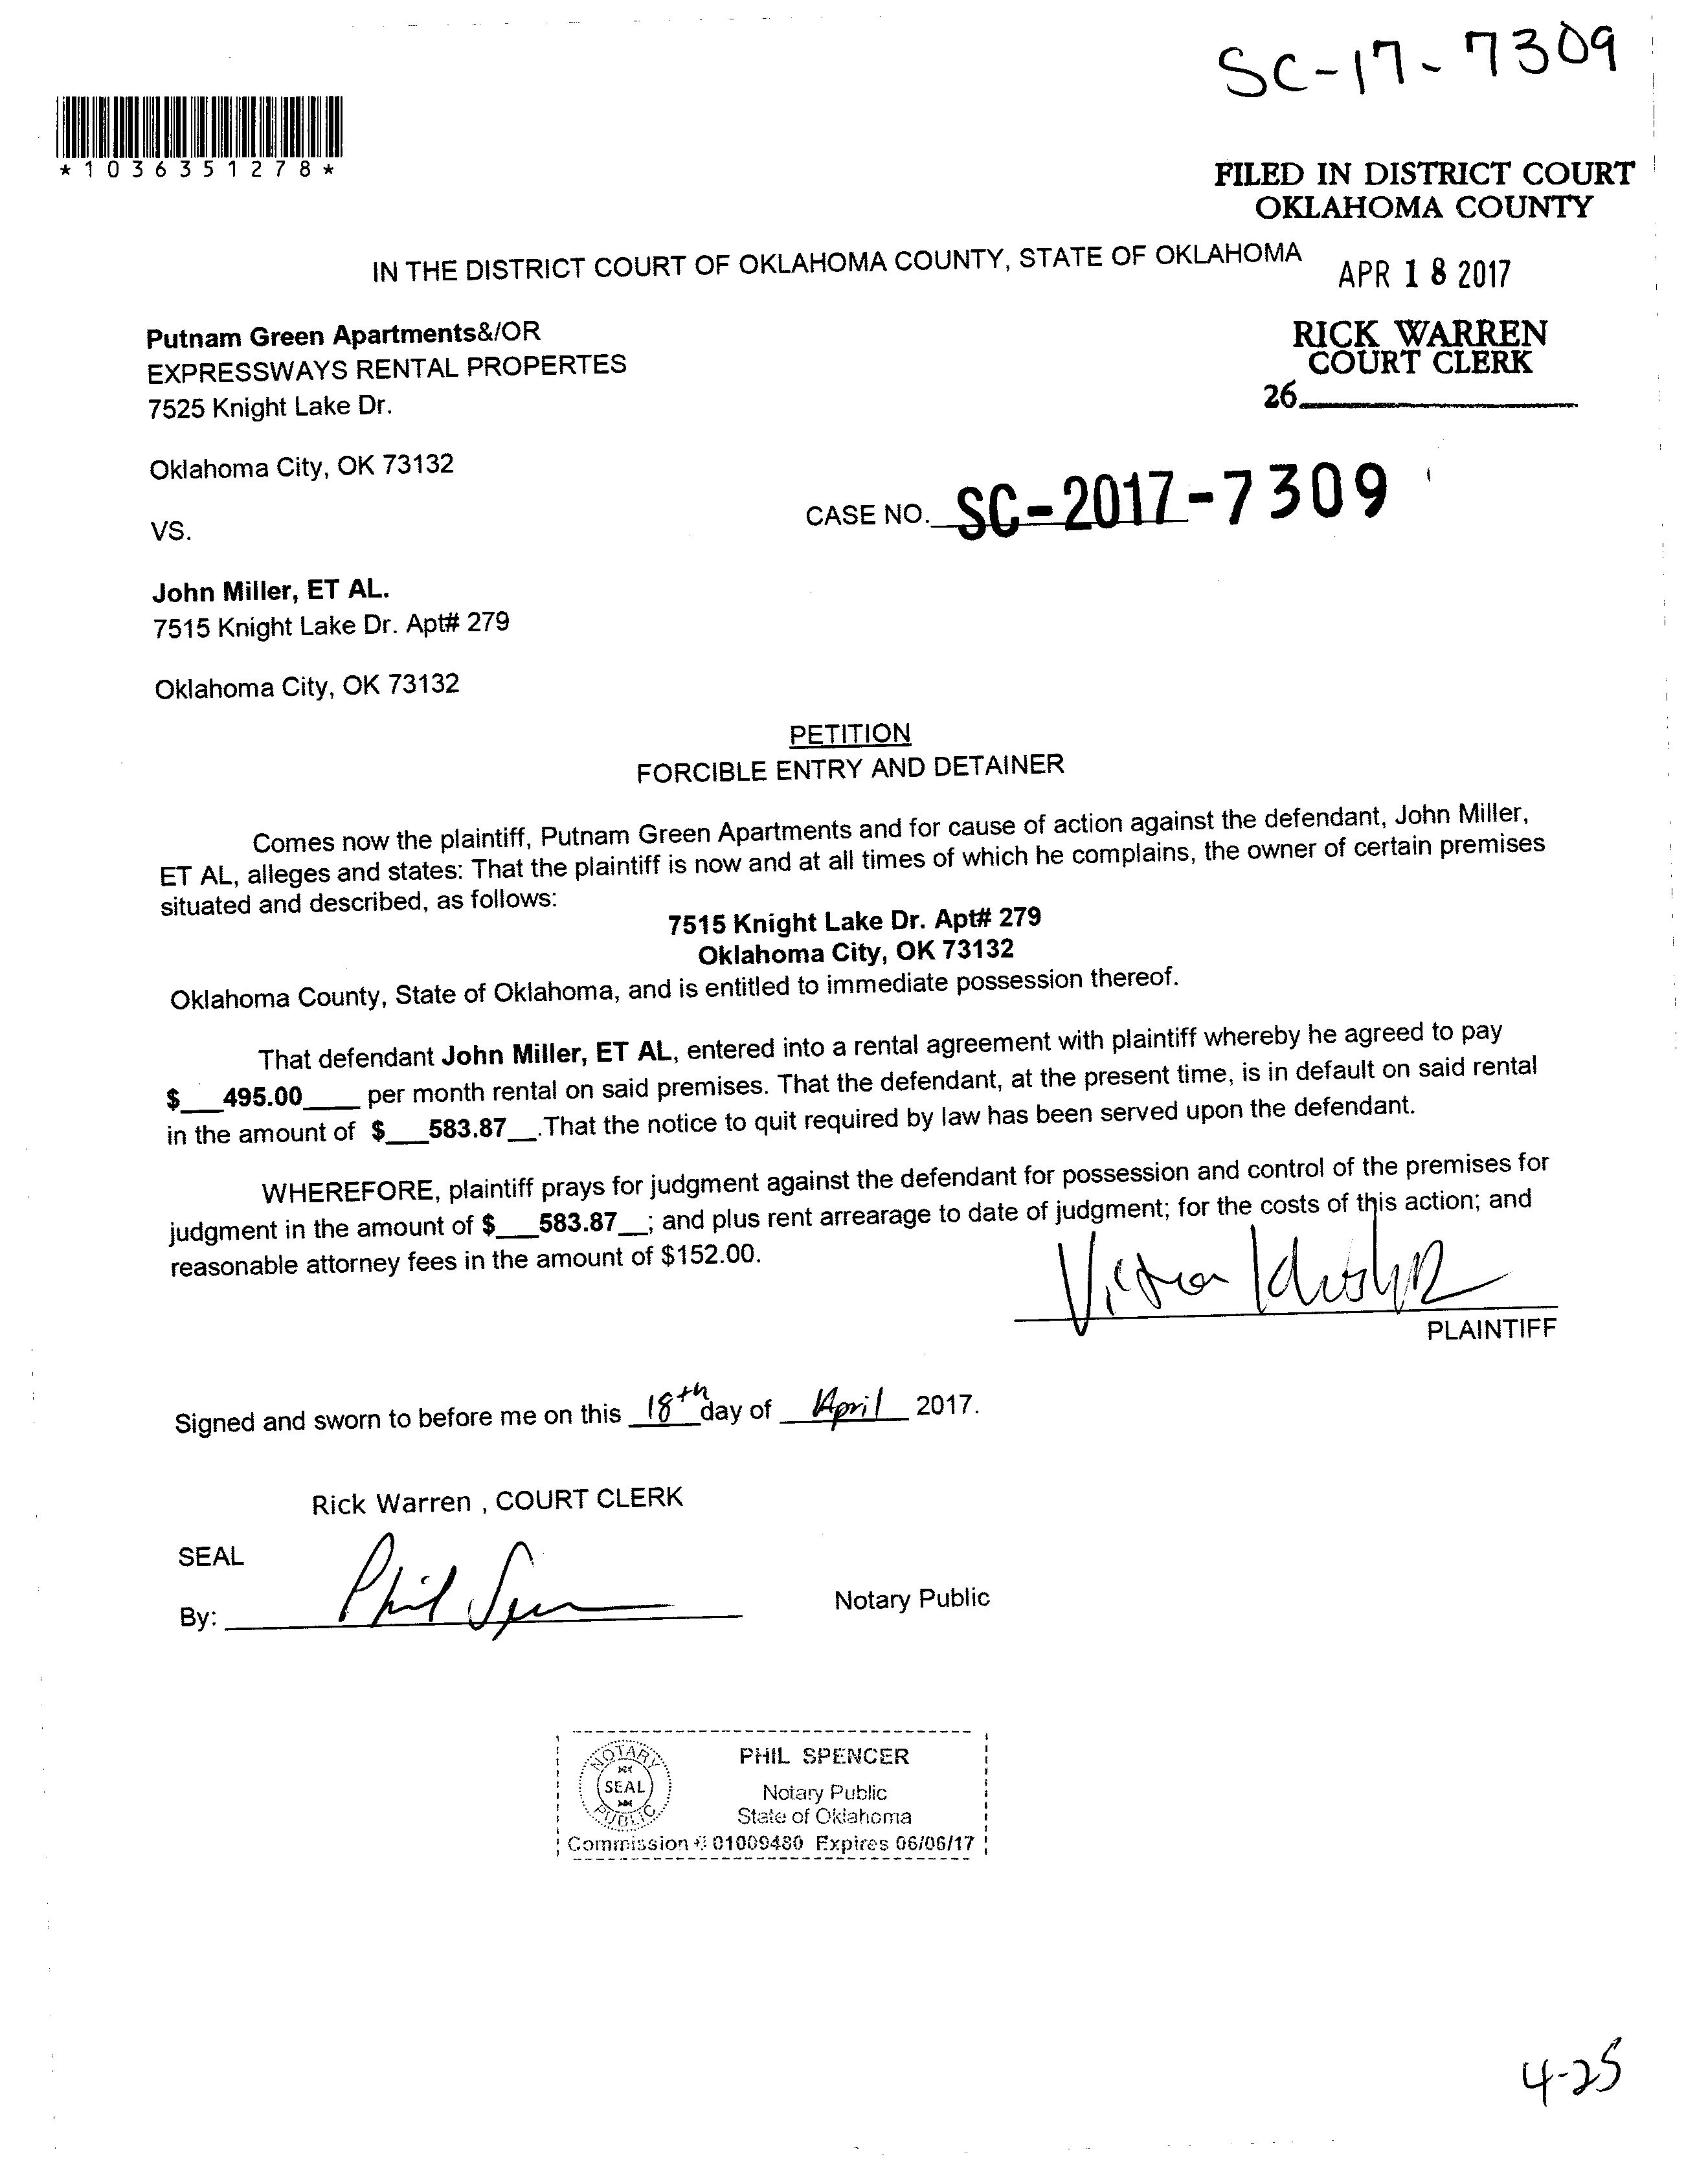 SC-17-7309
*1036351278*
FILED IN DISTRICT COURT
OKLAHOMA COUNTY
IN THE DISTRICT COURT OF OKLAHOMA COUNTY, STATE OF OKLAHOMA
APR 18 2017
Putnam Green Apartments&/OR
EXPRESSWAYS RENTAL PROPERTES
7525 Knight Lake Dr.
RICK WARREN
COURT CLERK
26
Oklahoma City, OK 73132
CASE NO. SC-2017-7309
VS.
John Miller, ET AL.
7515 Knight Lake Dr. Apt# 279
Oklahoma City, OK 73132
PETITION
FORCIBLE ENTRY AND DETAINER
Comes now the plaintiff, Putnam Green Apartments and for cause of action against the defendant, John Miller,
ET AL, alleges and states: That the plaintiff is now and at all times of which he complains, the owner of certain premises
situated and described, as follows:
7515 Knight Lake Dr. Apt# 279
Oklahoma City, OK 73132
Oklahoma County, State of Oklahoma, and is entitled to immediate possession thereof.
That defendant John Miller, ET AL, entered into a rental agreement with plaintiff whereby he agreed to pay
$___495.00____ per month rental on said premises. That the defendant, at the present time, is in default on said rental
in the amount of $___583.87__.That the notice to quit required by law has been served upon the defendant.
WHEREFORE, plaintiff prays for judgment against the defendant for possession and control of the premises for
judgment in the amount of $___583.87__; and plus rent arrearage to date of judgment; for the costs of this action; and
reasonable attorney fees in the amount of $152.00.
PLAINTIFF
Signed and sworn to before me on this 18th day of April 2017.
Rick Warren , COURT CLERK
SEAL
By: Phil Spencer
Notary Public
NOTARY
SEAL
PUBLIC
PHIL SPENCER
Notary Public
State of Oklahoma
Commission # 01009480 Expires 06/06/17
4-25